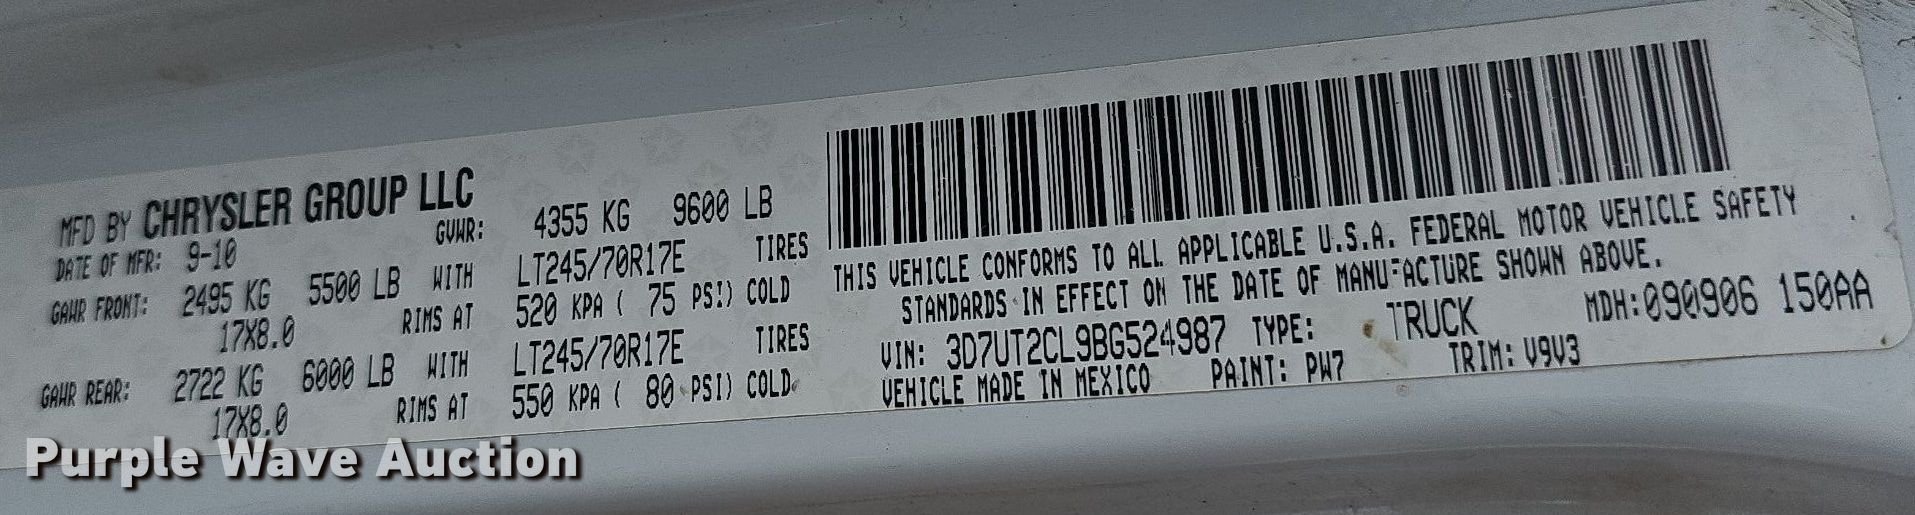 MFD BY CHRYSLER GROUP LLC
DATE OF MFR: 9-10 GVWR: 4355 KG 9600 LB
GAWR FRONT: 2495 KG 5500 LB WITH LT245/70R17E TIRES
17X8.0 RIMS AT 520 KPA ( 75 PSI) COLD
GAWR REAR: 2722 KG 6000 LB WITH LT245/70R17E TIRES
17X8.0 RIMS AT 550 KPA ( 80 PSI) COLD
THIS VEHICLE CONFORMS TO ALL APPLICABLE U.S.A. FEDERAL MOTOR VEHICLE SAFETY
STANDARDS IN EFFECT ON THE DATE OF MANUFACTURE SHOWN ABOVE.
VIN: 3D7UT2CL9BG524987 TYPE: TRUCK MDH:090906 150AA
VEHICLE MADE IN MEXICO PAINT: PW7 TRIM: V9V3
Purple Wave Auction